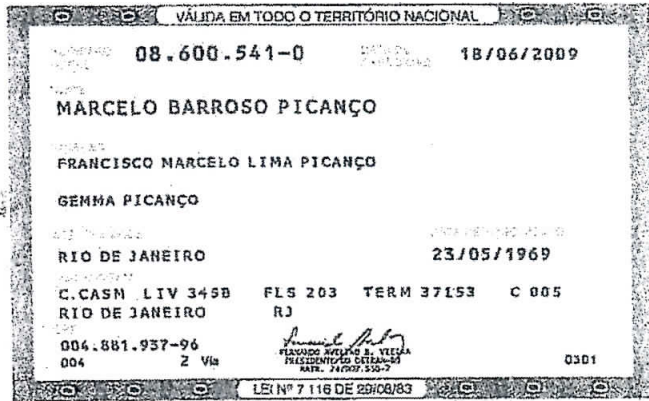 VÁLIDA EM TODO O TERRITÓRIO NACIONAL
08.600.541-0 18/06/2009
MARCELO BARROSO PICANÇO
FRANCISCO MARCELO LIMA PICANÇO
GEMMA PICANÇO
RIO DE JANEIRO 23/05/1969
C.CASM LIV 345B FLS 203 TERM 37153 C 005
RIO DE JANEIRO RJ
004.881.937-96
004 2 Via 0301
LEI Nº 7.116 DE 29/08/83